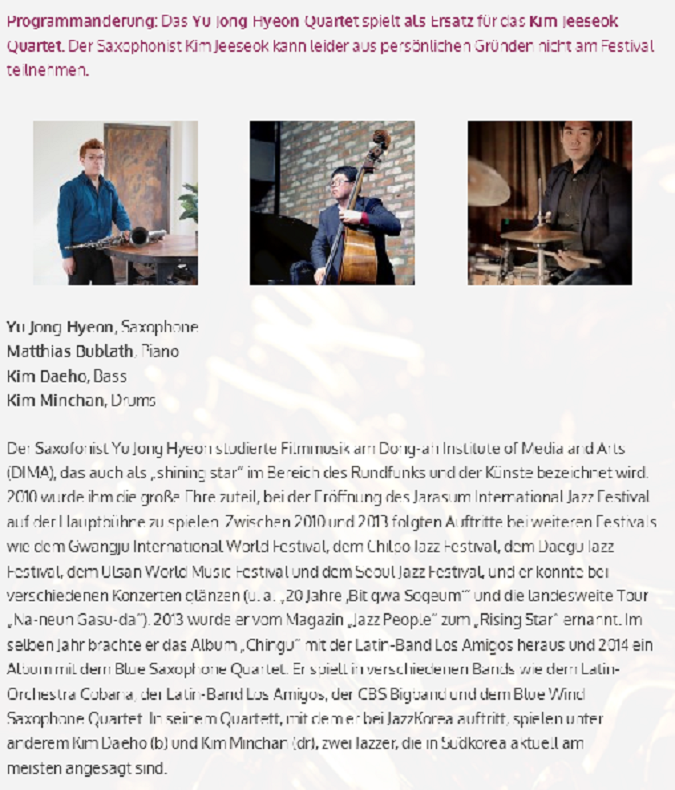 Programmänderung: Das Yu Jong Hyeon Quartet spielt als Ersatz für das Kim Jeeseok
Quartet. Der Saxophonist Kim Jeeseok kann leider aus persönlichen Gründen nicht am Festival
teilnehmen.
Yu Jong Hyeon, Saxophone
Matthias Bublath, Piano
Kim Daeho, Bass
Kim Minchan, Drums
Der Saxofonist Yu Jong Hyeon studierte Filmmusik am Dong-ah Institute of Media and Arts
(DIMA), das auch als „shining star“ im Bereich des Rundfunks und der Künste bezeichnet wird.
2010 wurde ihm die große Ehre zuteil, bei der Eröffnung des Jarasum International Jazz Festival
auf der Hauptbühne zu spielen. Zwischen 2010 und 2013 folgten Auftritte bei weiteren Festivals
wie dem Gwangju International World Festival, dem Chilpo Jazz Festival, dem Daegu Jazz
Festival, dem Ulsan World Music Festival und dem Seoul Jazz Festival, und er konnte bei
verschiedenen Konzerten glänzen (u. a. „20 Jahre ‚Bit gwa Sogeum‘“ und die landesweite Tour
„Na-neun Gasu-da“). 2013 wurde er vom Magazin „Jazz People“ zum „Rising Star“ ernannt. Im
selben Jahr brachte er das Album „Chingu“ mit der Latin-Band Los Amigos heraus und 2014 ein
Album mit dem Blue Saxophone Quartet. Er spielt in verschiedenen Bands wie dem Latin-
Orchestra Cobana, der Latin-Band Los Amigos, der CBS Bigband und dem Blue Wind
Saxophone Quartet. In seinem Quartett, mit dem er bei JazzKorea auftritt, spielen unter
anderem Kim Daeho (b) und Kim Minchan (dr), zwei Jazzer, die in Südkorea aktuell am
meisten angesagt sind.